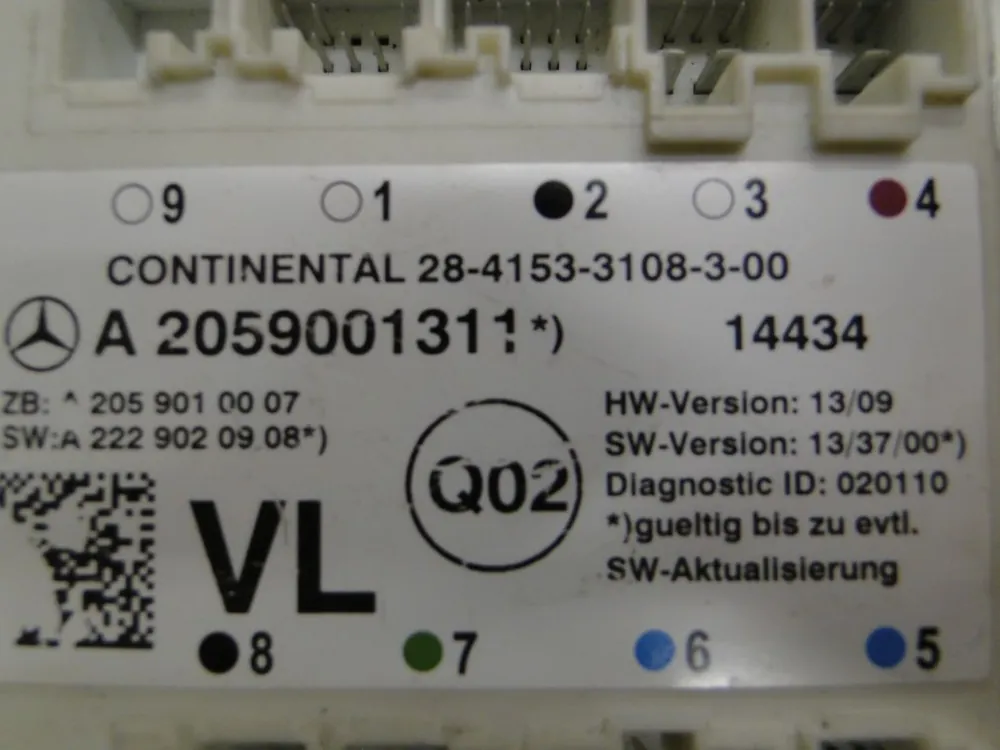 9 1 2 3 4
CONTINENTAL 28-4153-3108-3-00
A 2059001311*) 14434
ZB: A 205 901 00 07
SW:A 222 902 09 08*)
HW-Version: 13/09
SW-Version: 13/37/00*)
Diagnostic ID: 020110
*)gueltig bis zu evtl.
SW-Aktualisierung
Q02
VL
8 7 6 5